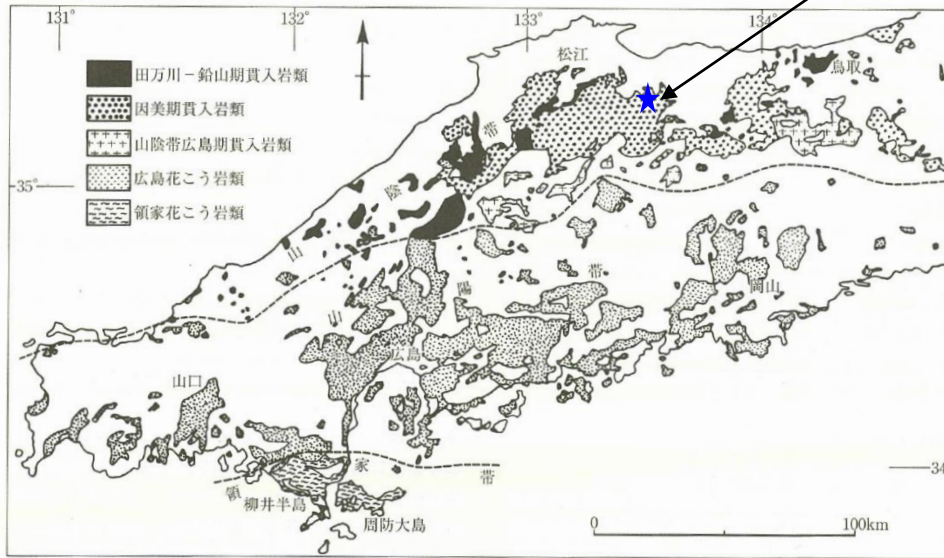 131°
132°
133°
134°
松江
鳥取
田万川－鉛山期貫入岩類
因美期貫入岩類
山陰帯広島期貫入岩類
広島花こう岩類
領家花こう岩類
35°
山陰帯
山陽帯
岡山
広島
山口
34
領家帯
柳井半島
周防大島
0
100km